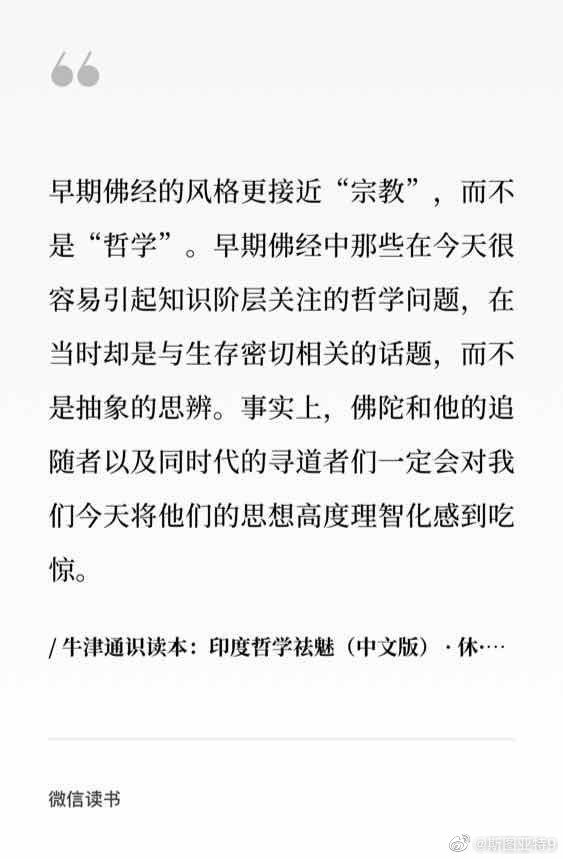 “
早期佛经的风格更接近“宗教”，而不
是“哲学”。早期佛经中那些在今天很
容易引起知识阶层关注的哲学问题，在
当时却是与生存密切相关的话题，而不
是抽象的思辨。事实上，佛陀和他的追
随者以及同时代的寻道者们一定会对我
们今天将他们的思想高度理智化感到吃
惊。
/ 牛津通识读本：印度哲学祛魅（中文版） · 休·…
微信读书
@斯图亚特9